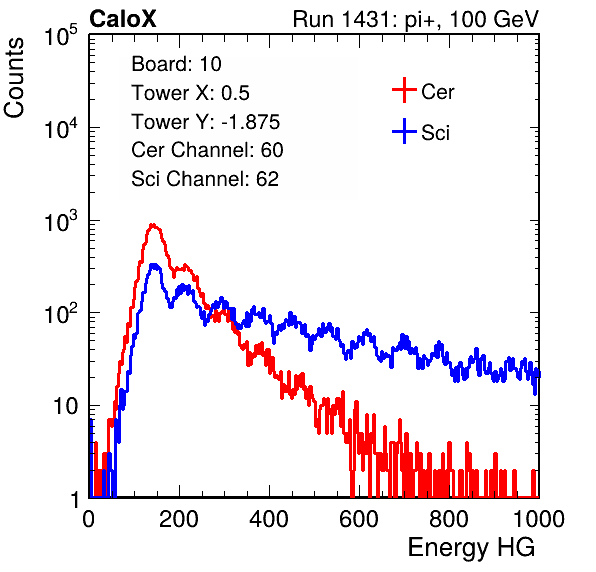 CaloX Run 1431: pi+, 100 GeV
Counts
Board: 10
Tower X: 0.5
Tower Y: -1.875
Cer Channel: 60
Sci Channel: 62
Cer
Sci
10^5
10^4
10^3
10^2
10
1
0 200 400 600 800 1000
Energy HG